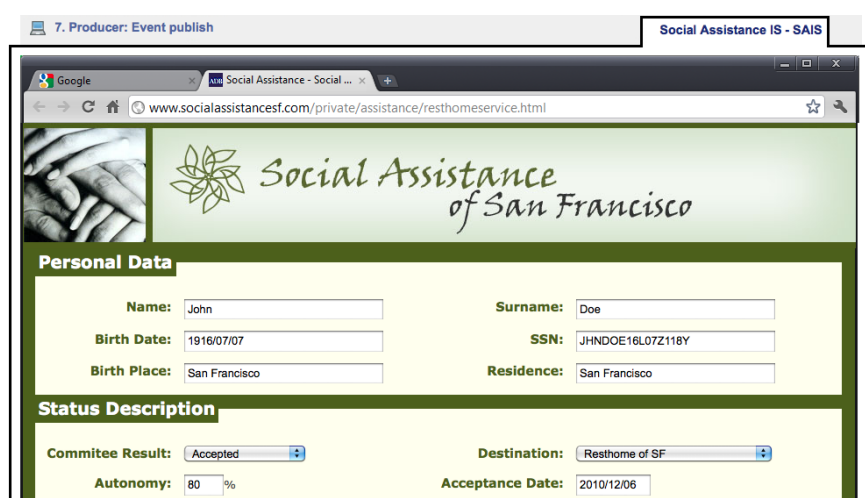 7. Producer: Event publish
Social Assistance IS - SAIS
Google
ADB Social Assistance - Social ...
www.socialassistancesf.com/private/assistance/resthomeservice.html
Social Assistance
of San Francisco
Personal Data
Name: John Surname: Doe
Birth Date: 1916/07/07 SSN: JHNDOE16L07Z118Y
Birth Place: San Francisco Residence: San Francisco
Status Description
Commitee Result: Accepted Destination: Resthome of SF
Autonomy: 80 % Acceptance Date: 2010/12/06